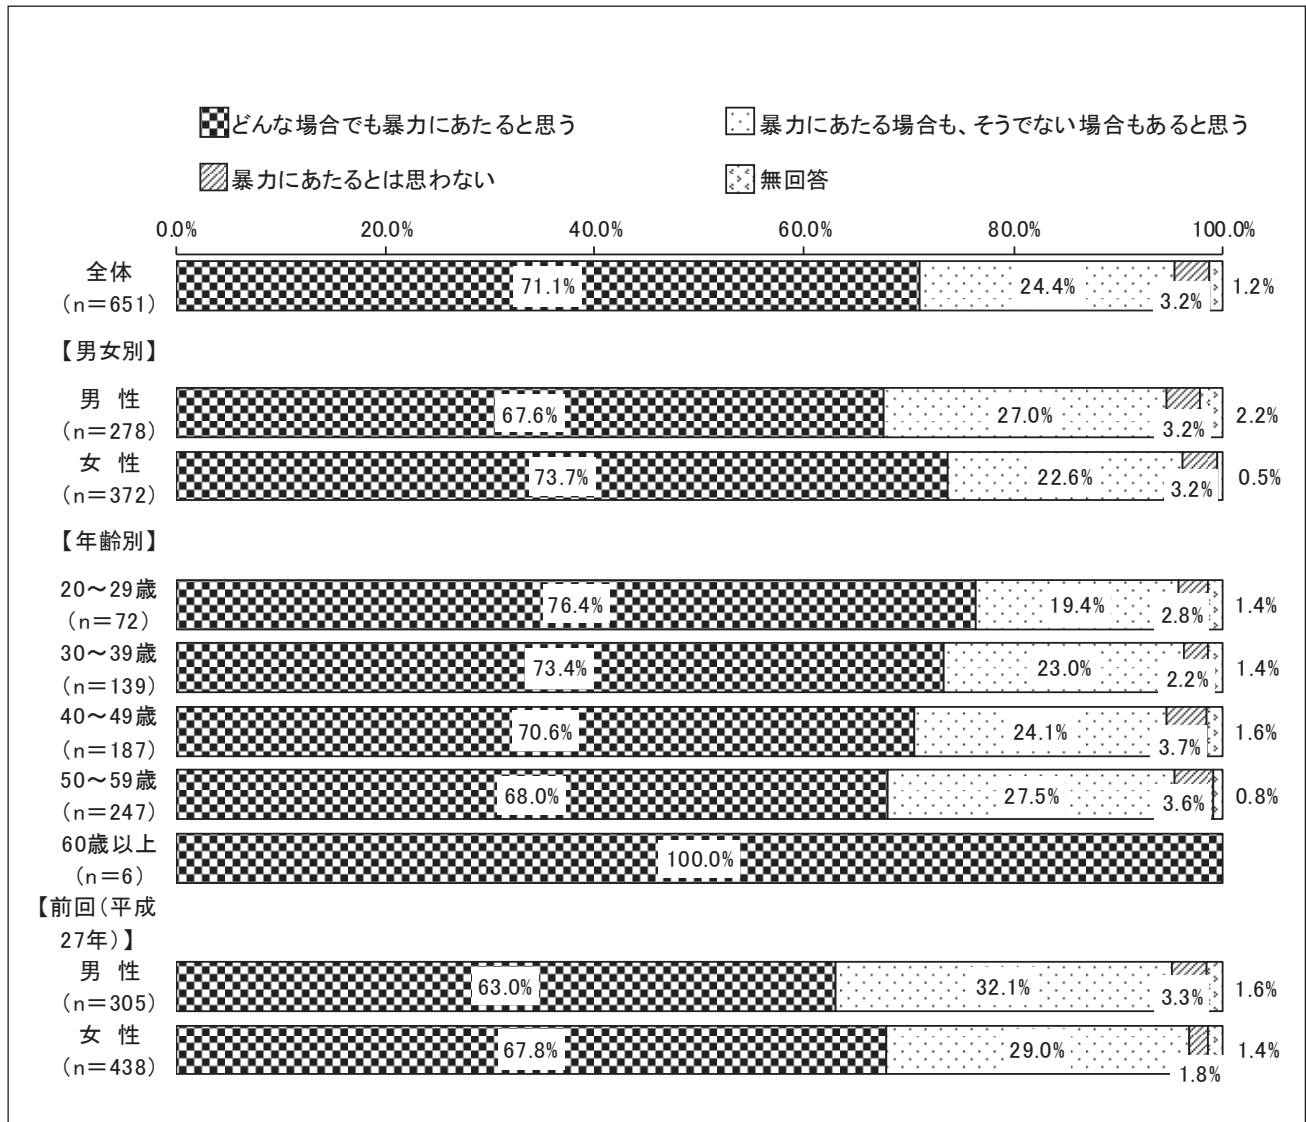 どんな場合でも暴力にあたると思う
暴力にあたる場合も、そうでない場合もあると思う
暴力にあたるとは思わない
無回答
0.0% 20.0% 40.0% 60.0% 80.0% 100.0%
全体
(n=651)
71.1% 24.4% 3.2% 1.2%
【男女別】
男 性
(n=278)
67.6% 27.0% 3.2% 2.2%
女 性
(n=372)
73.7% 22.6% 3.2% 0.5%
【年齢別】
20～29歳
(n=72)
76.4% 19.4% 2.8% 1.4%
30～39歳
(n=139)
73.4% 23.0% 2.2% 1.4%
40～49歳
(n=187)
70.6% 24.1% 3.7% 1.6%
50～59歳
(n=247)
68.0% 27.5% 3.6% 0.8%
60歳以上
(n=6)
100.0%
【前回(平成
27年)】
男 性
(n=305)
63.0% 32.1% 3.3% 1.6%
女 性
(n=438)
67.8% 29.0% 1.8% 1.4%